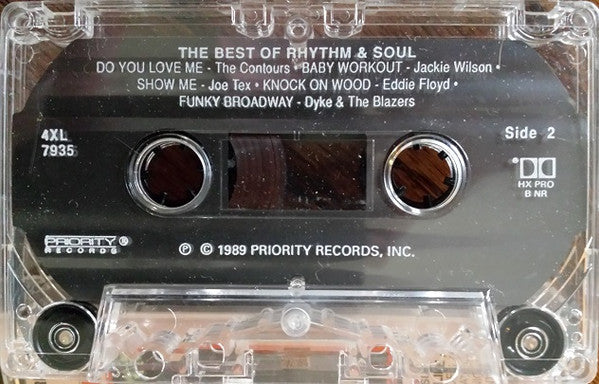 THE BEST OF RHYTHM & SOUL
DO YOU LOVE ME - The Contours • BABY WORKOUT - Jackie Wilson •
SHOW ME - Joe Tex • KNOCK ON WOOD - Eddie Floyd •
FUNKY BROADWAY - Dyke & The Blazers
4XL
7935
Side 2
HX PRO
B NR
PRIORITY®
RECORDS
℗ © 1989 PRIORITY RECORDS, INC.